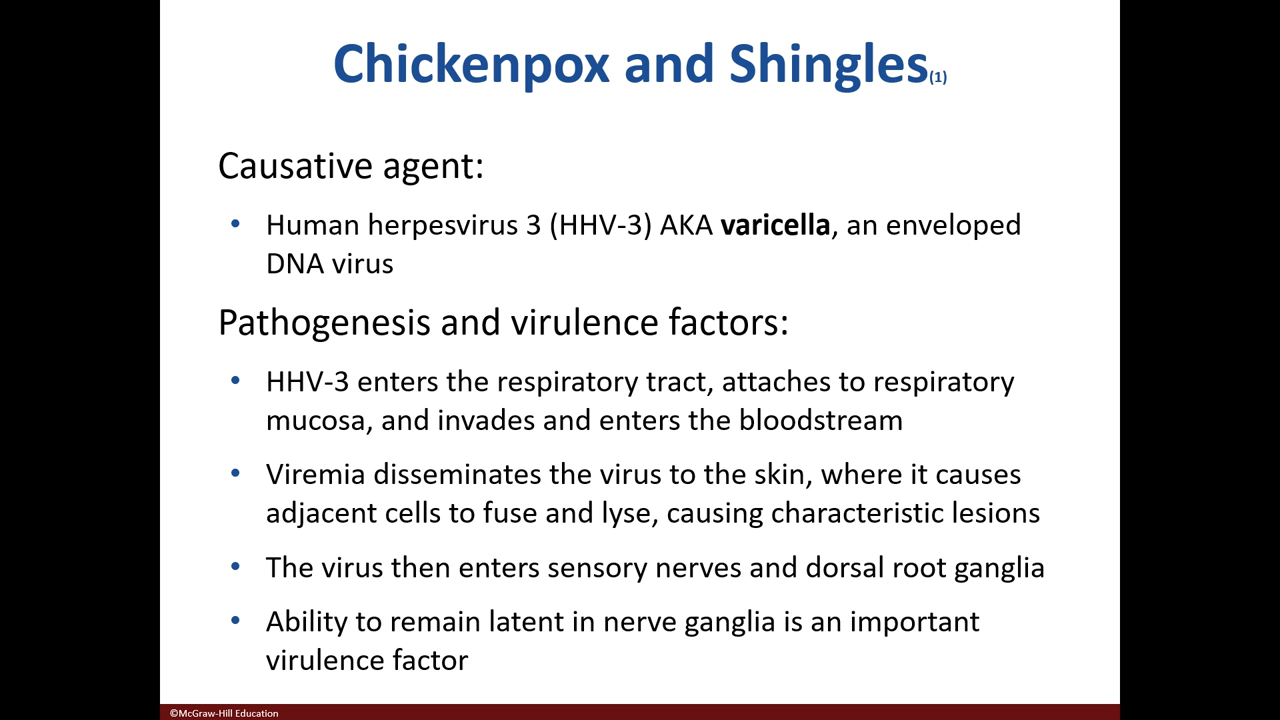 Chickenpox and Shingles(1)
Causative agent:
• Human herpesvirus 3 (HHV-3) AKA varicella, an enveloped
DNA virus
Pathogenesis and virulence factors:
• HHV-3 enters the respiratory tract, attaches to respiratory
mucosa, and invades and enters the bloodstream
• Viremia disseminates the virus to the skin, where it causes
adjacent cells to fuse and lyse, causing characteristic lesions
• The virus then enters sensory nerves and dorsal root ganglia
• Ability to remain latent in nerve ganglia is an important
virulence factor
©McGraw-Hill Education